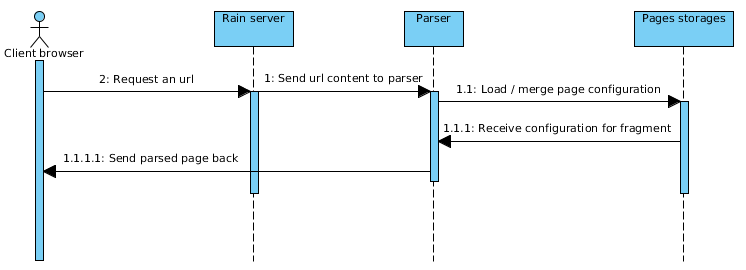 Rain server
Parser
Pages storages
Client browser
2: Request an url
1: Send url content to parser
1.1: Load / merge page configuration
1.1.1: Receive configuration for fragment
1.1.1.1: Send parsed page back